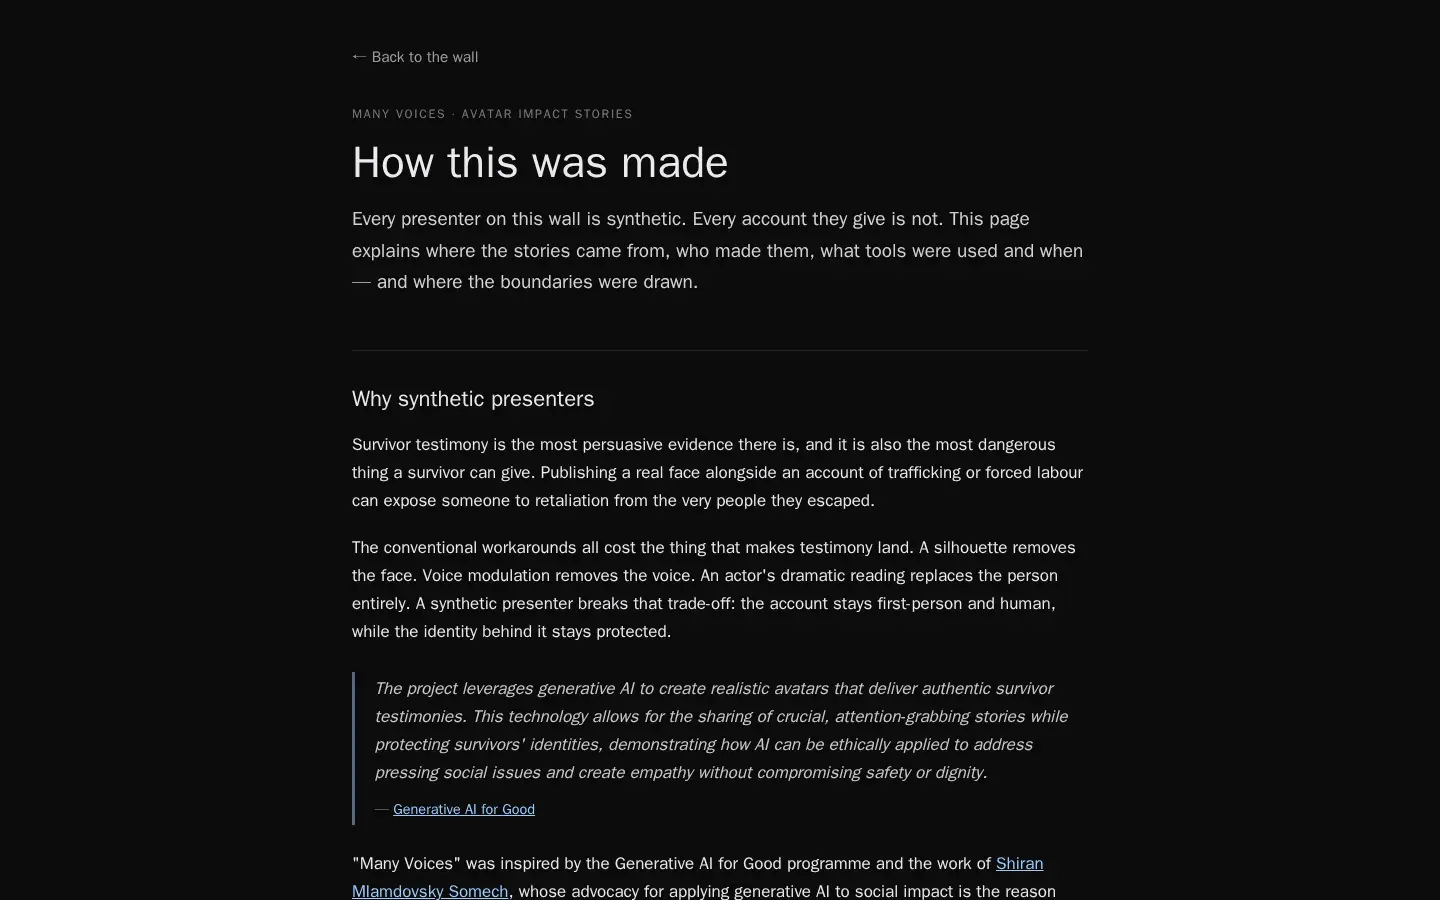 ← Back to the wall
MANY VOICES · AVATAR IMPACT STORIES
How this was made
Every presenter on this wall is synthetic. Every account they give is not. This page
explains where the stories came from, who made them, what tools were used and when
— and where the boundaries were drawn.
Why synthetic presenters
Survivor testimony is the most persuasive evidence there is, and it is also the most dangerous
thing a survivor can give. Publishing a real face alongside an account of trafficking or forced labour
can expose someone to retaliation from the very people they escaped.
The conventional workarounds all cost the thing that makes testimony land. A silhouette removes
the face. Voice modulation removes the voice. An actor's dramatic reading replaces the person
entirely. A synthetic presenter breaks that trade-off: the account stays first-person and human,
while the identity behind it stays protected.
The project leverages generative AI to create realistic avatars that deliver authentic survivor
testimonies. This technology allows for the sharing of crucial, attention-grabbing stories while
protecting survivors' identities, demonstrating how AI can be ethically applied to address
pressing social issues and create empathy without compromising safety or dignity.
— Generative AI for Good
"Many Voices" was inspired by the Generative AI for Good programme and the work of Shiran
Mlamdovsky Somech, whose advocacy for applying generative AI to social impact is the reason